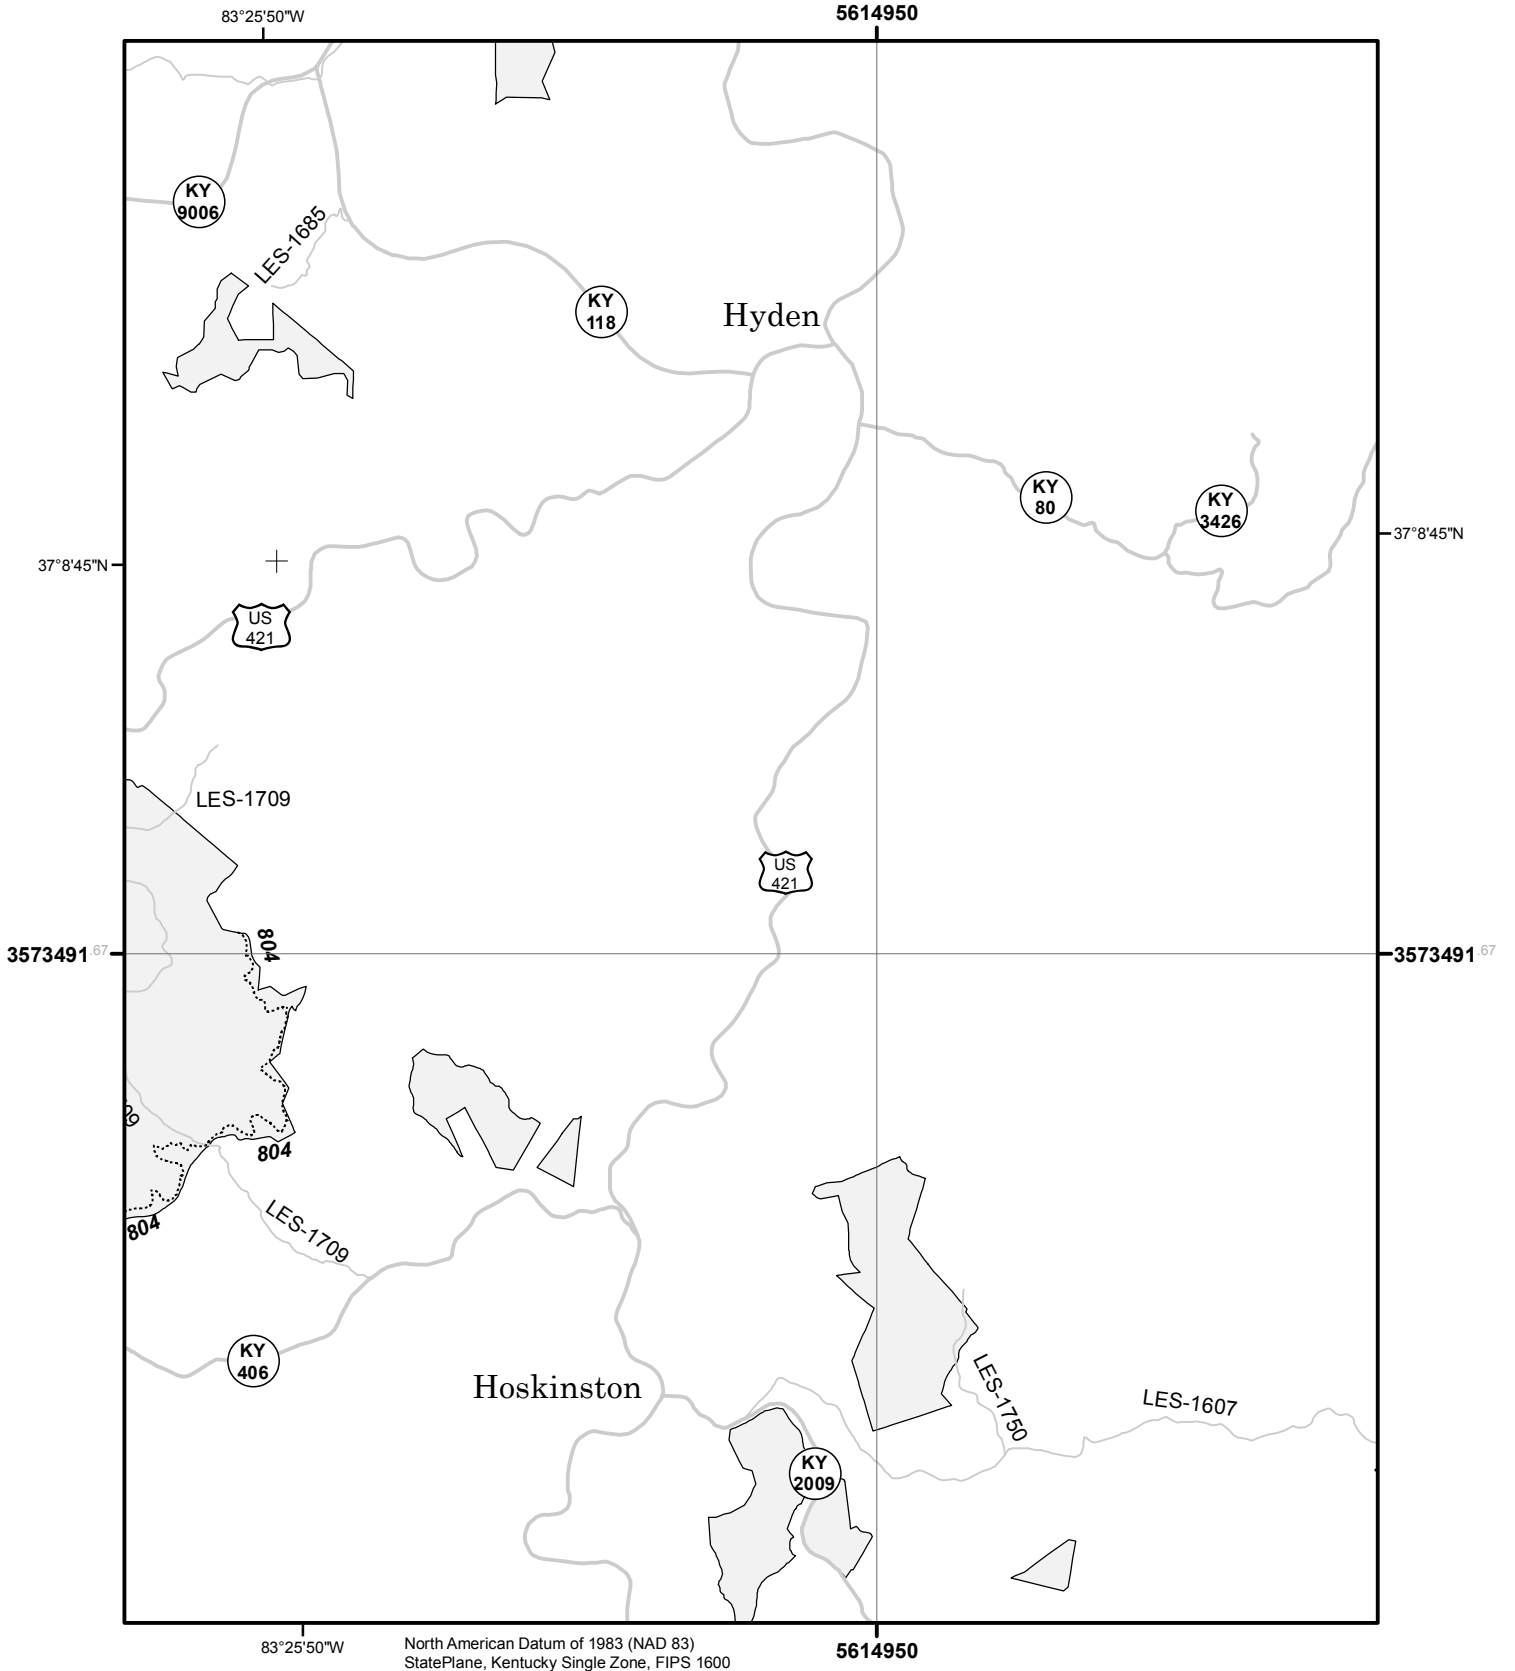 83°25'50"W
5614950
KY
9006
LES-1685
KY
118
Hyden
KY
80
KY
3426
37°8'45"N
37°8'45"N
US
421
LES-1709
US
421
804
3573491.67
3573491.67
09
804
804
LES-1709
KY
406
Hoskinston
LES-1750
LES-1607
KY
2009
83°25'50"W
North American Datum of 1983 (NAD 83)
StatePlane, Kentucky Single Zone, FIPS 1600
5614950